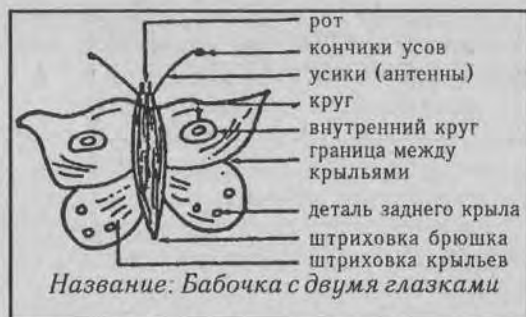 рот
кончики усов
усики (антенны)
круг
внутренний круг
граница между
крыльями
деталь заднего крыла
штриховка брюшка
штриховка крыльев
Название: Бабочка с двумя глазками